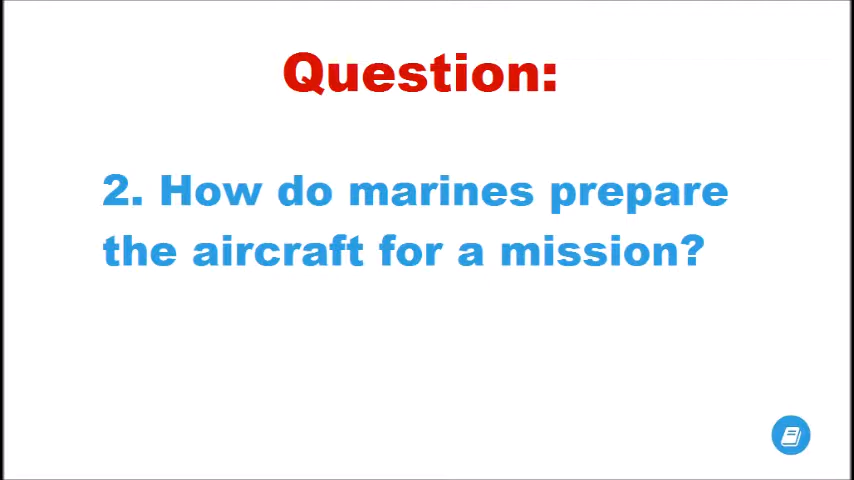 Question:
2. How do marines prepare
the aircraft for a mission?